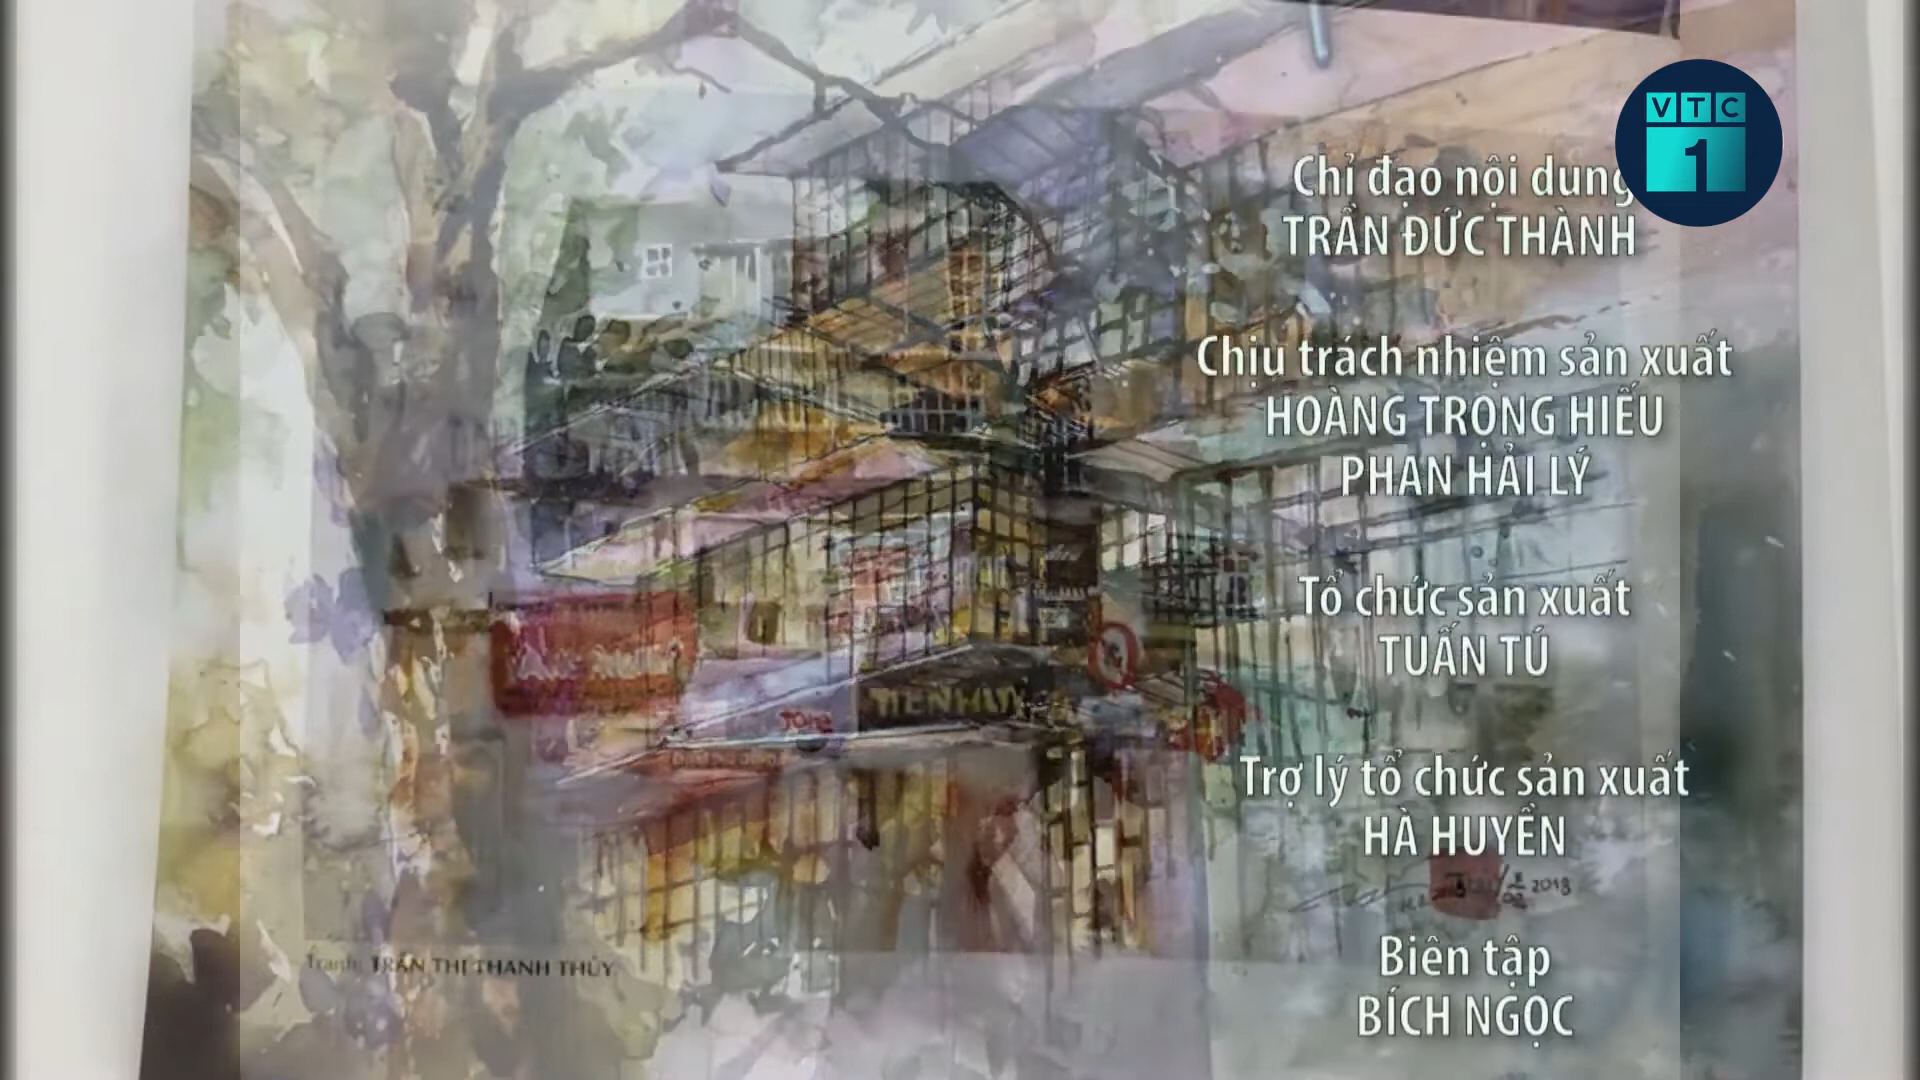 VTC
1
Chỉ đạo nội dung
TRẦN ĐỨC THÀNH
Chịu trách nhiệm sản xuất
HOÀNG TRỌNG HIẾU
PHAN HẢI LÝ
Tổ chức sản xuất
TUẤN TÚ
Trợ lý tổ chức sản xuất
HÀ HUYỀN
2018
Biên tập
BÍCH NGỌC
Tranh: TRẦN THỊ THANH THỦY